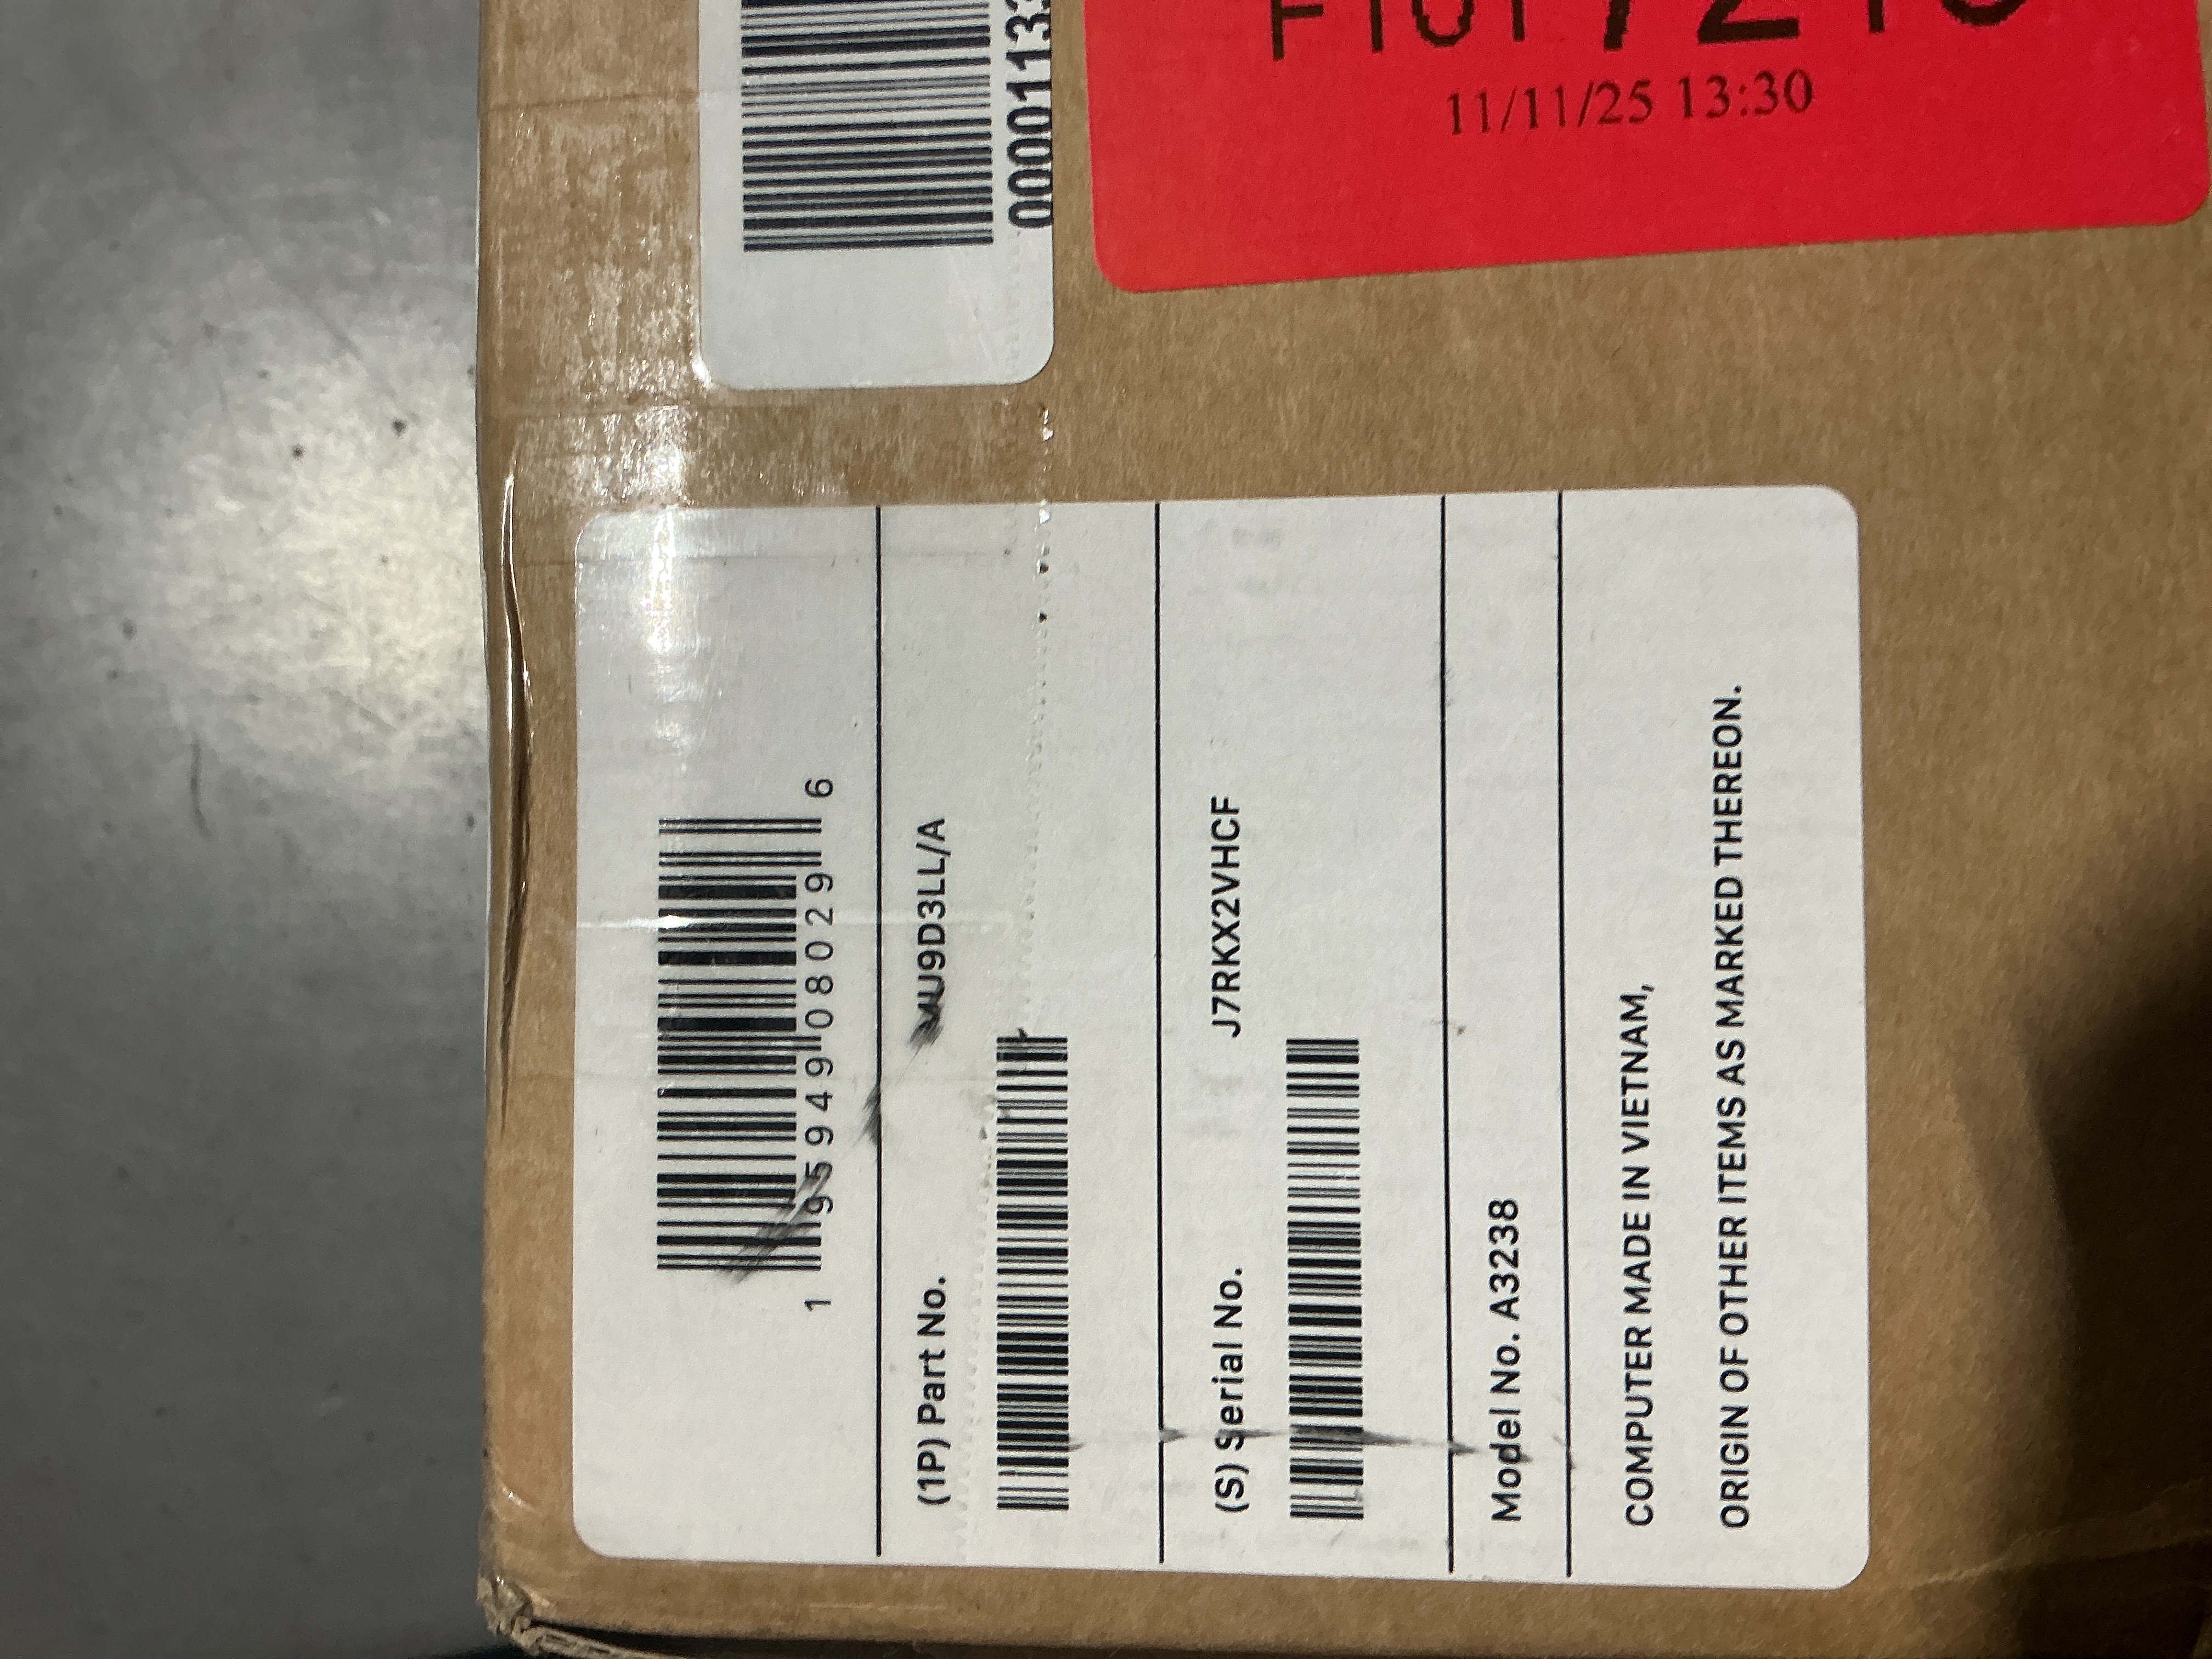 1 95949 08029 6
(1P) Part No. MU9D3LL/A
(S) Serial No. J7RKX2VHCF
Model No. A3238
COMPUTER MADE IN VIETNAM,
ORIGIN OF OTHER ITEMS AS MARKED THEREON.
11/11/25 13:30